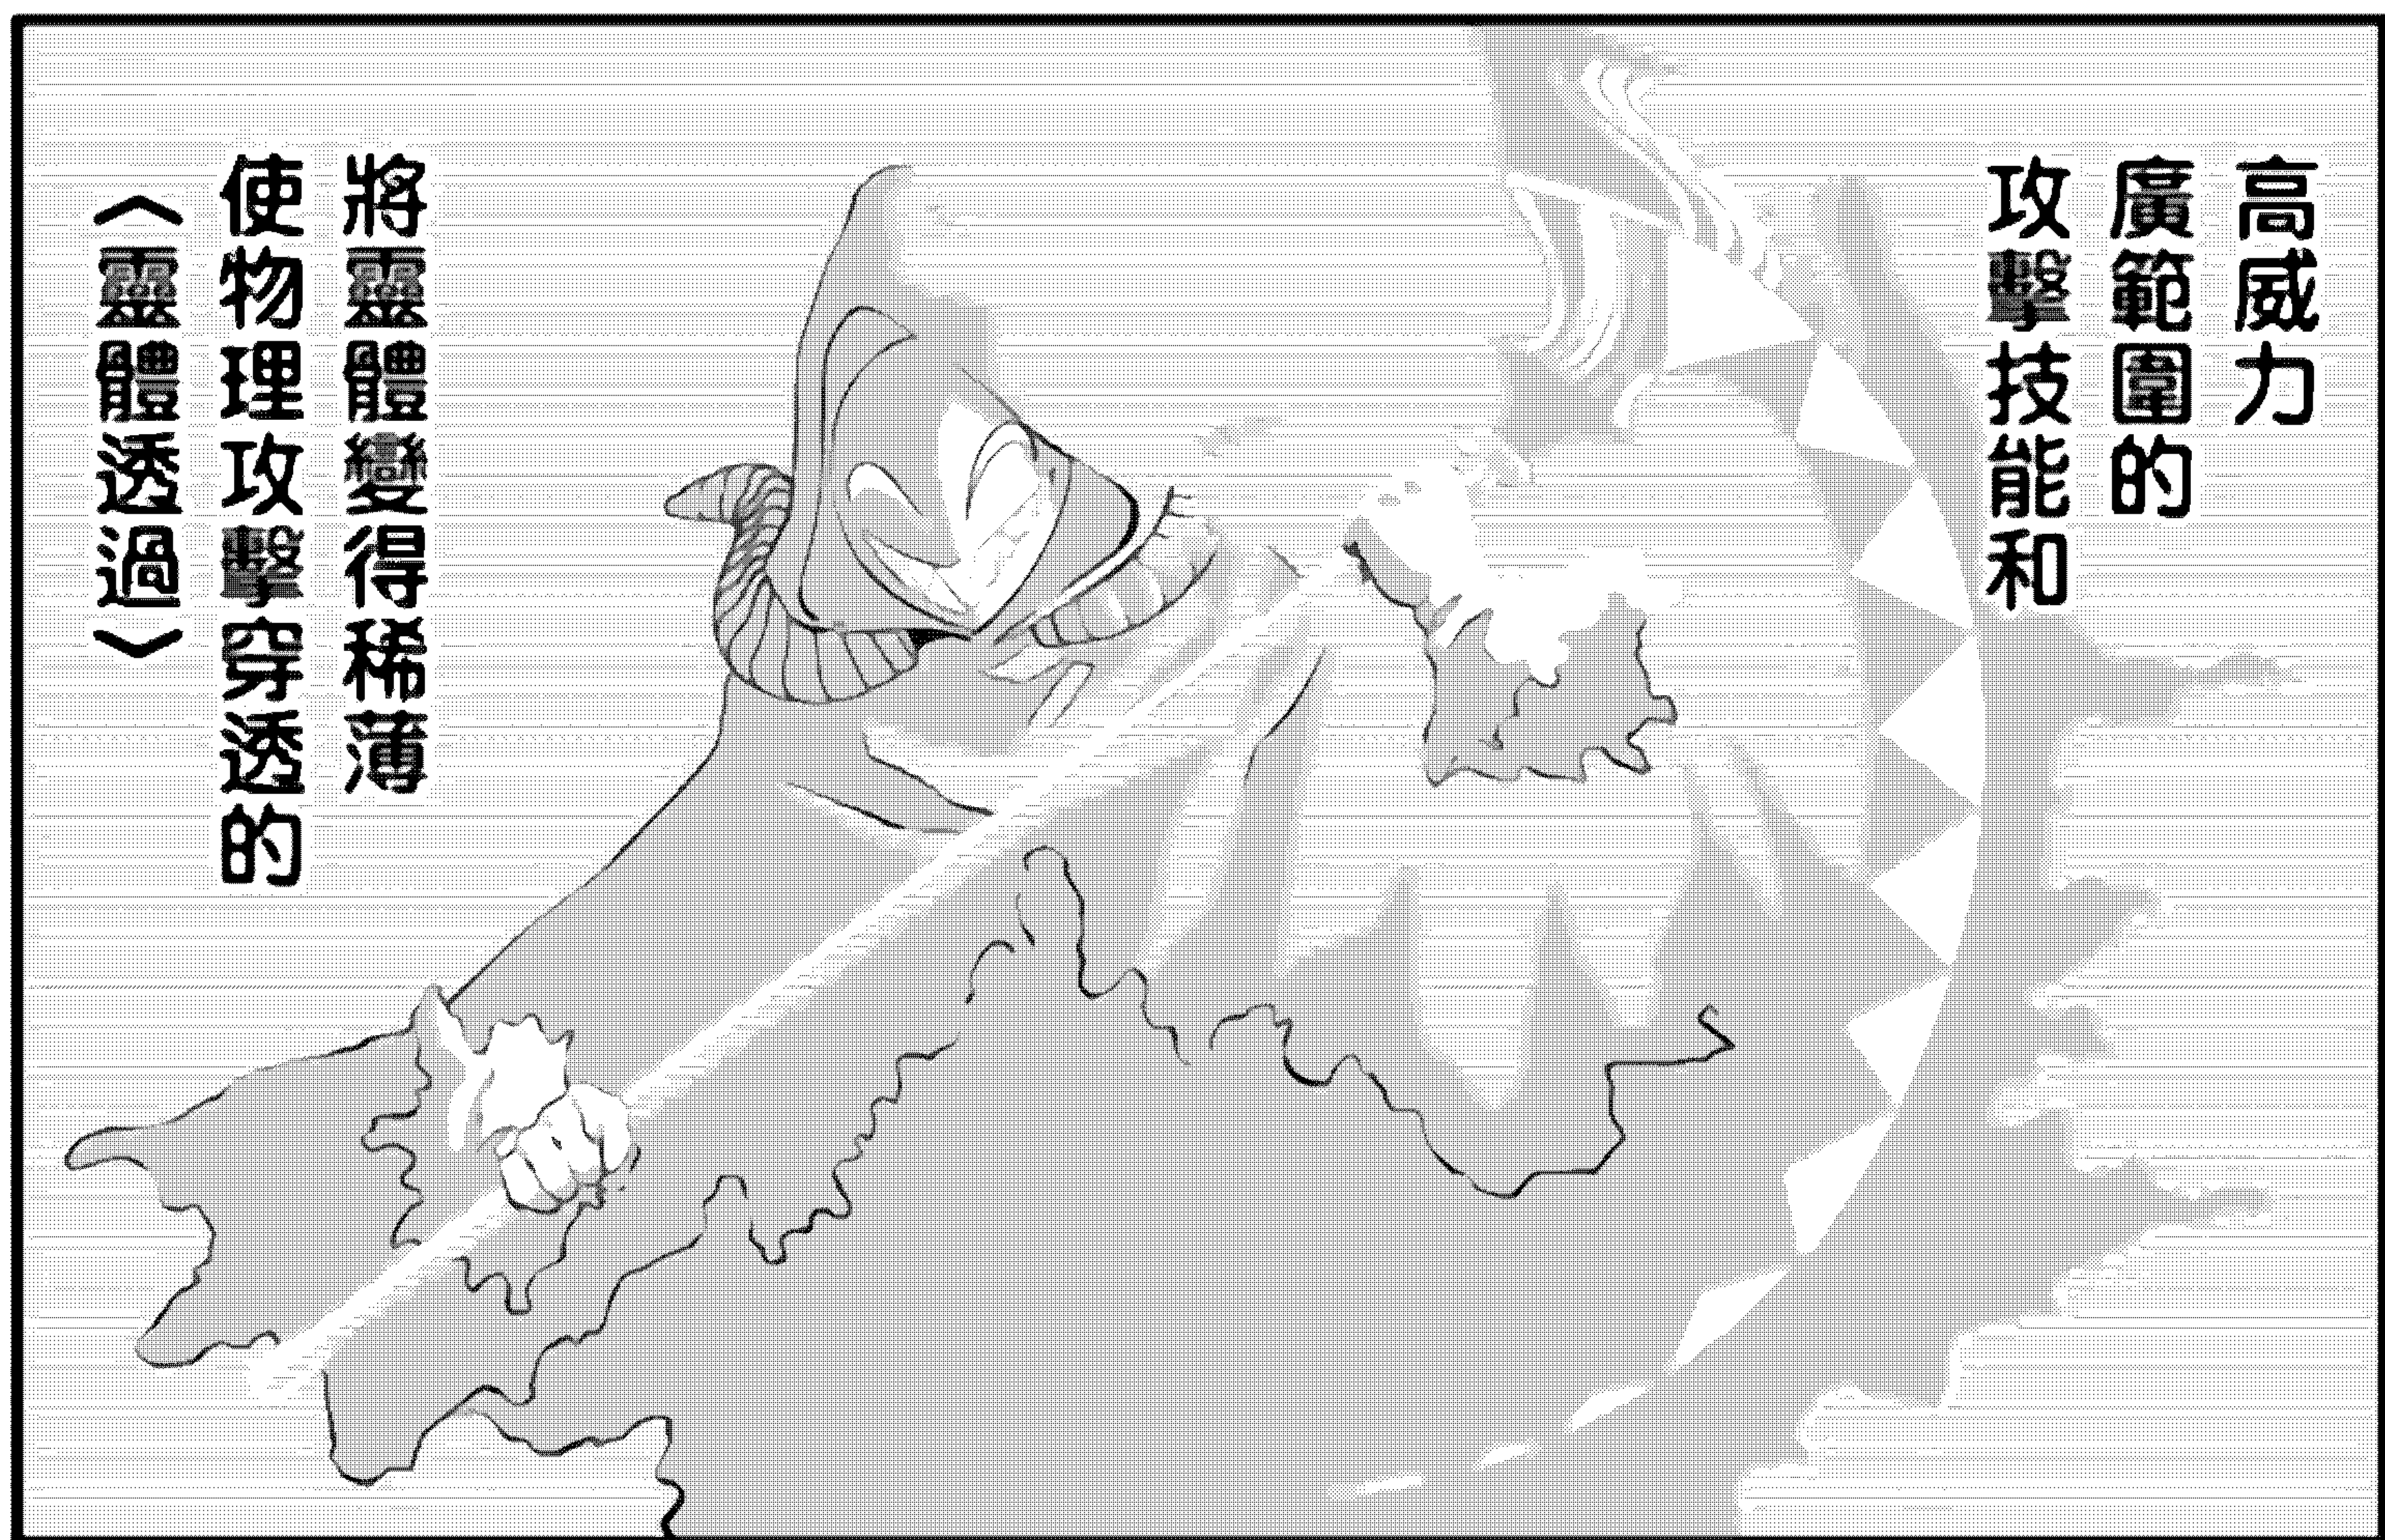 高威力
廣範圍的
攻擊技能和
將靈體變得稀薄
使物理攻擊穿透的
〈靈體透過〉